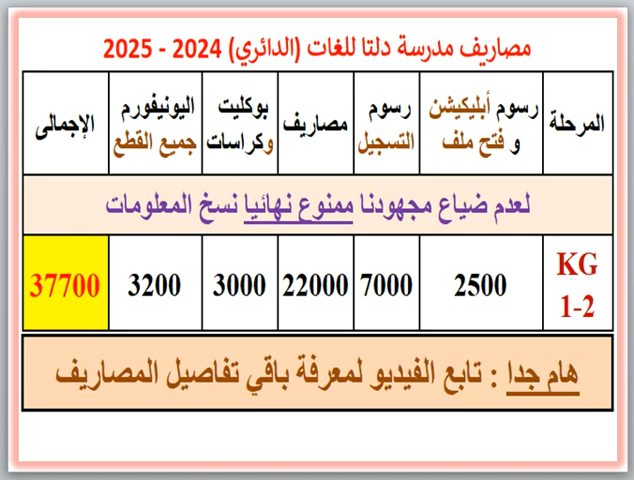 مصاريف مدرسة دلتا للغات (الدائري) 2024 - 2025
المرحلة | رسوم أبليكيشن و فتح ملف | رسوم التسجيل | مصاريف | بوكليت وكراسات | اليونيفورم جميع القطع | الإجمالى
لعدم ضياع مجهودنا ممنوع نهائيا نسخ المعلومات
KG 1-2 | 2500 | 7000 | 22000 | 3000 | 3200 | 37700
هام جدا : تابع الفيديو لمعرفة باقي تفاصيل المصاريف